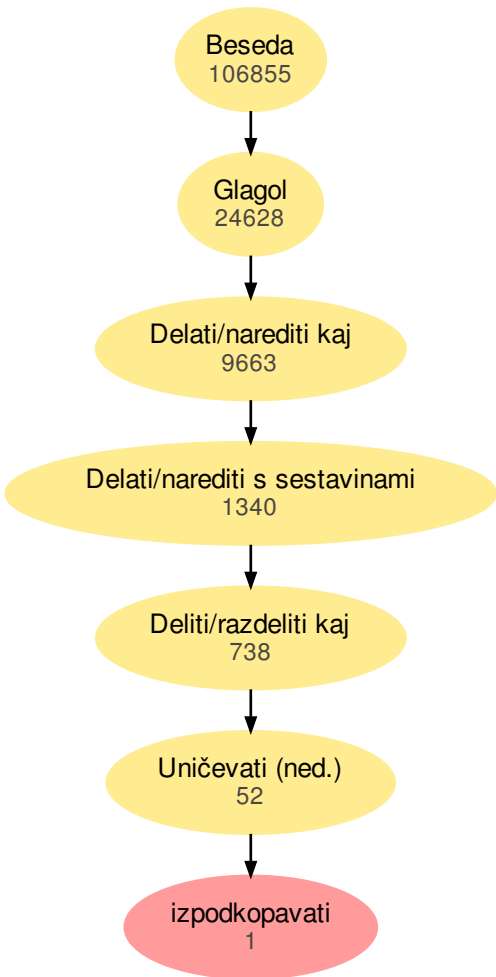 Beseda
106855
Glagol
24628
Delati/narediti kaj
9663
Delati/narediti s sestavinami
1340
Deliti/razdeliti kaj
738
Uničevati (ned.)
52
izpodkopavati
1